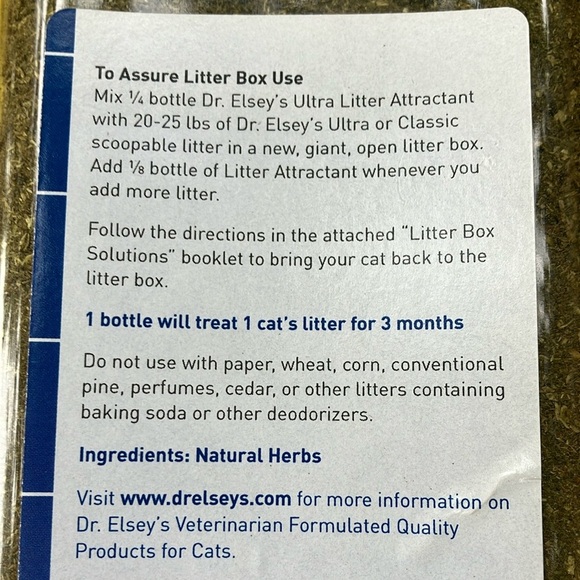 To Assure Litter Box Use
Mix ¼ bottle Dr. Elsey's Ultra Litter Attractant
with 20-25 lbs of Dr. Elsey's Ultra or Classic
scoopable litter in a new, giant, open litter box.
Add ⅛ bottle of Litter Attractant whenever you
add more litter.
Follow the directions in the attached "Litter Box
Solutions" booklet to bring your cat back to the
litter box.
1 bottle will treat 1 cat's litter for 3 months
Do not use with paper, wheat, corn, conventional
pine, perfumes, cedar, or other litters containing
baking soda or other deodorizers.
Ingredients: Natural Herbs
Visit www.drelseys.com for more information on
Dr. Elsey's Veterinarian Formulated Quality
Products for Cats.